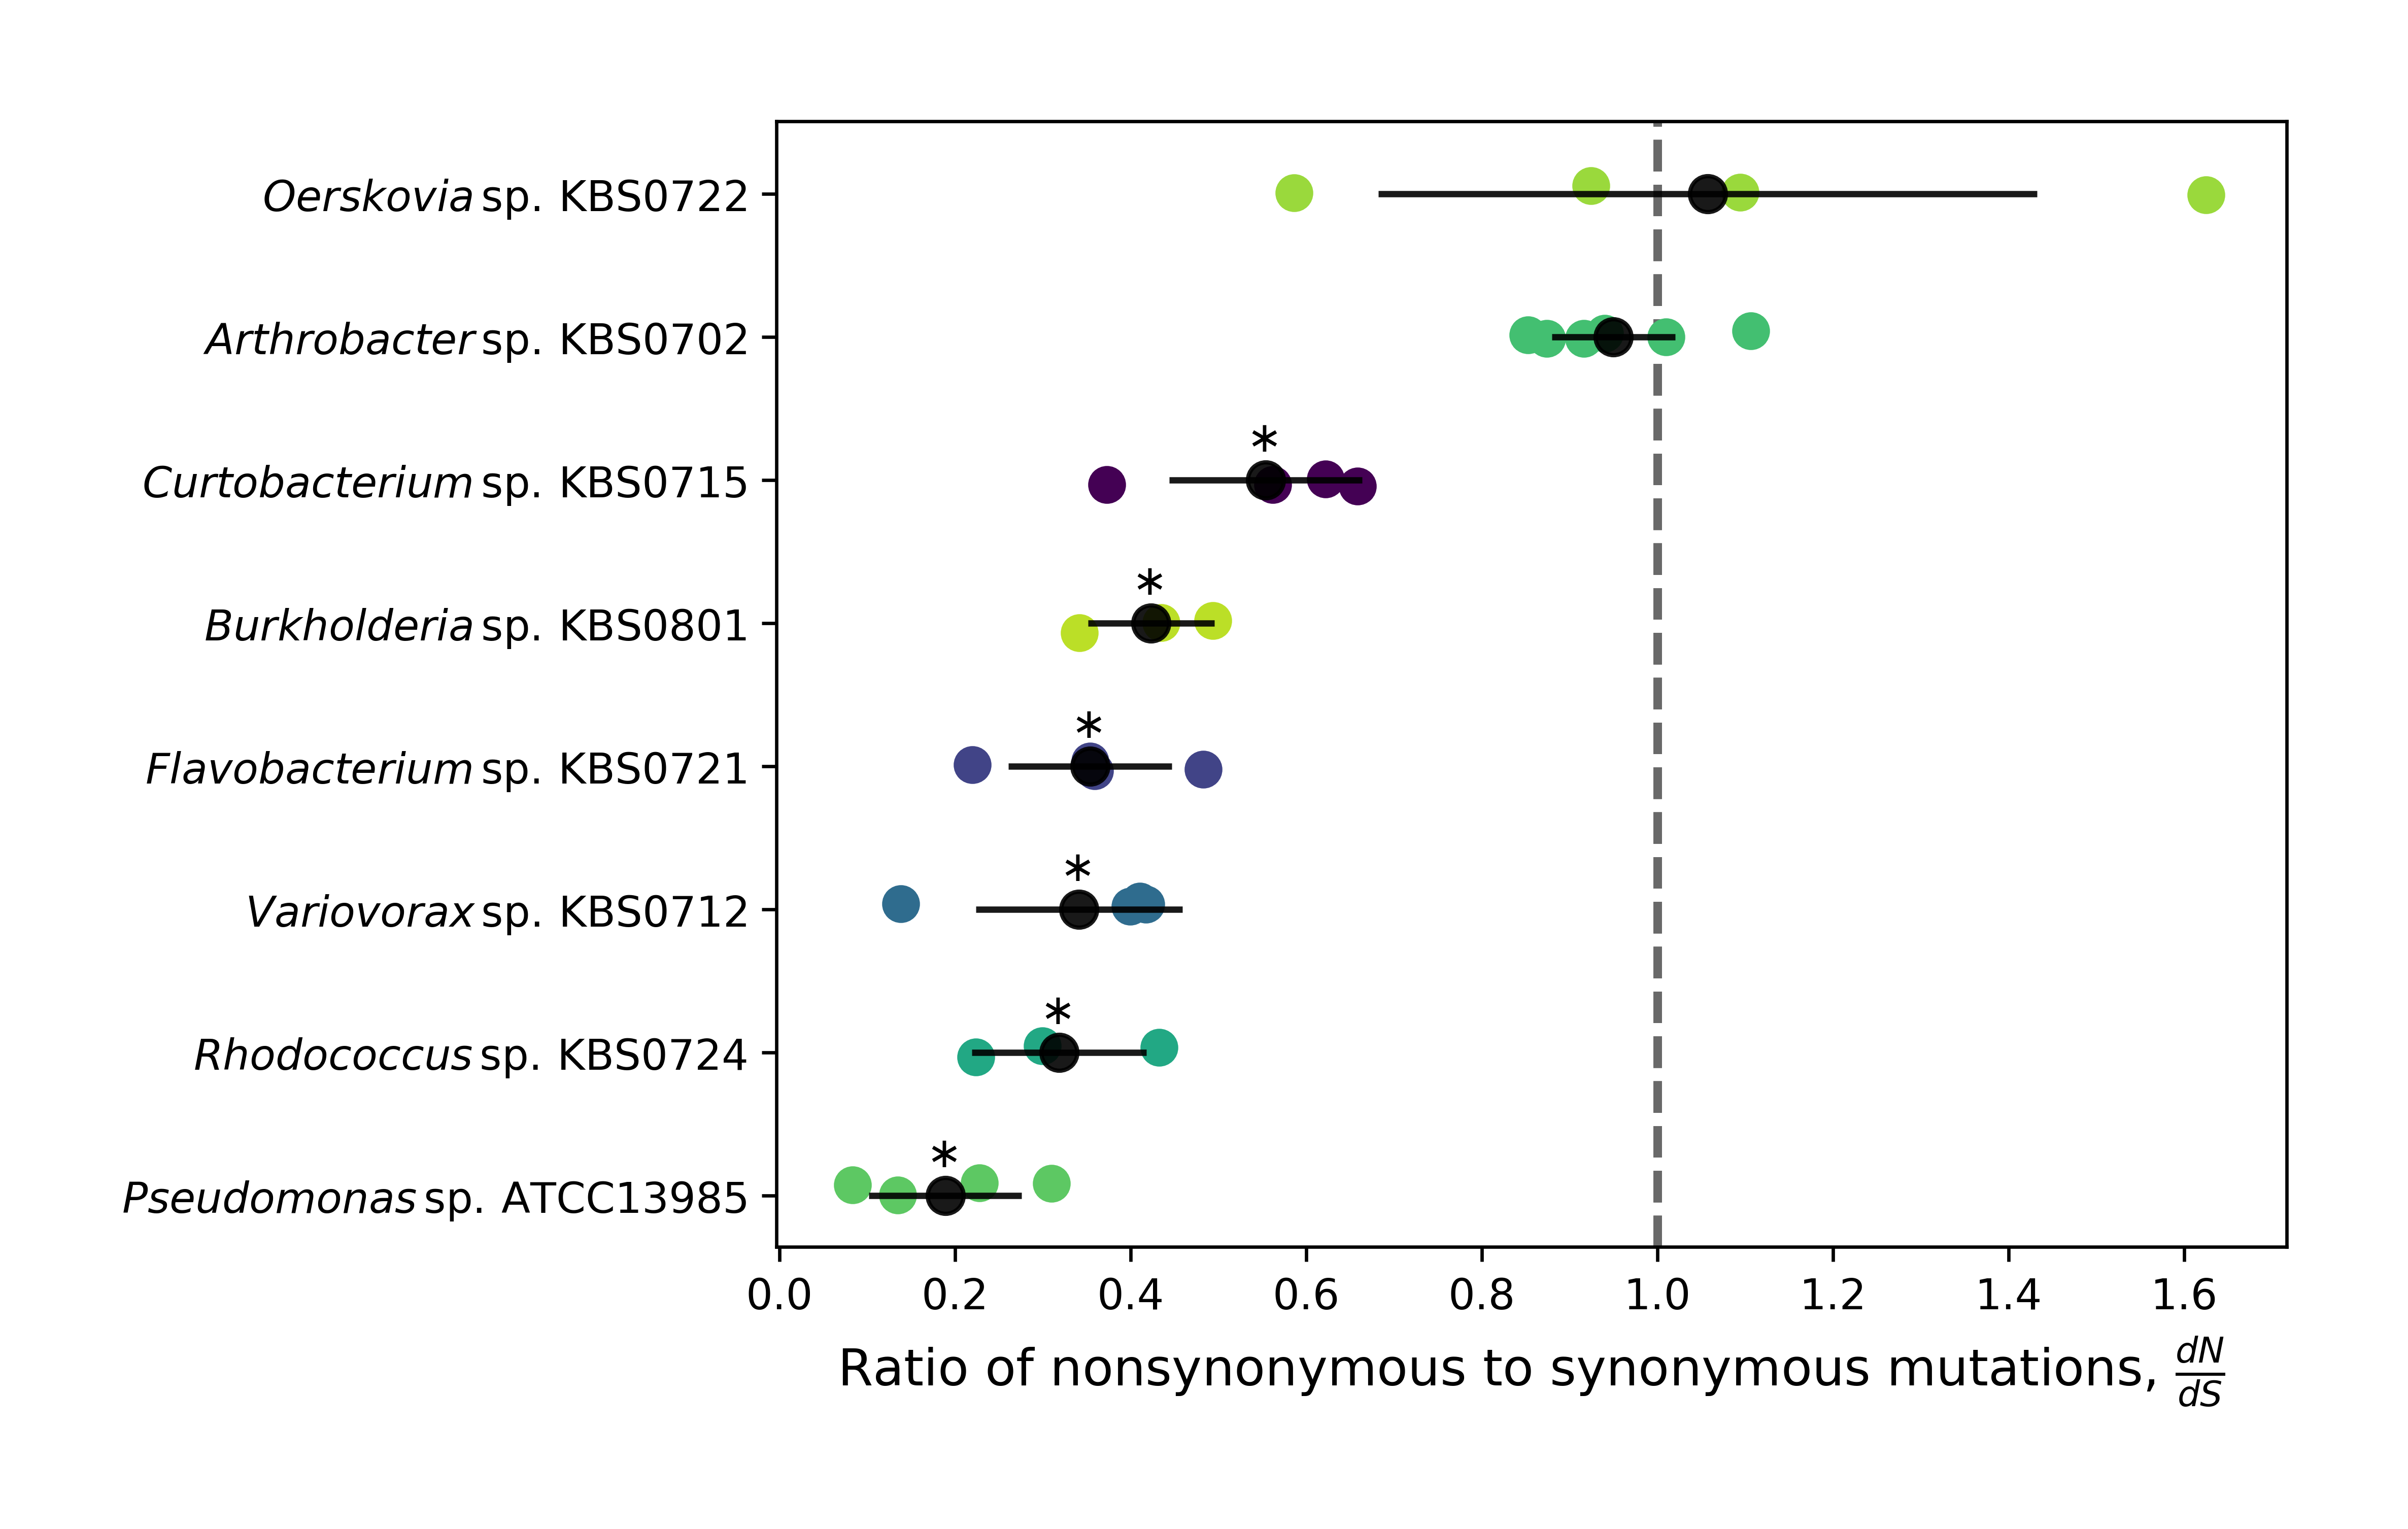 Oerskovia sp. KBS0722
Arthrobacter sp. KBS0702
*
Curtobacterium sp. KBS0715
*
Burkholderia sp. KBS0801
*
Flavobacterium sp. KBS0721
*
Variovorax sp. KBS0712
*
Rhodococcus sp. KBS0724
*
Pseudomonas sp. ATCC13985
0.0 0.2 0.4 0.6 0.8 1.0 1.2 1.4 1.6
Ratio of nonsynonymous to synonymous mutations, dN/dS